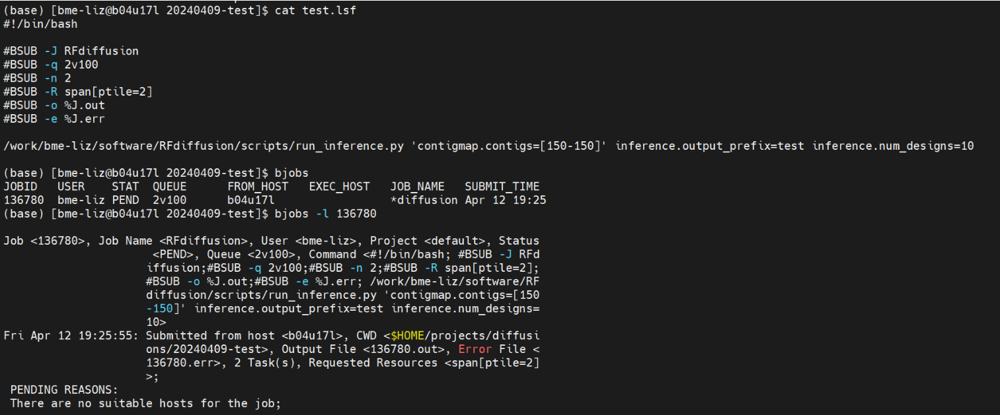 (base) [bme-liz@b04u17l 20240409-test]$ cat test.lsf
#!/bin/bash
#BSUB -J RFdiffusion
#BSUB -q 2v100
#BSUB -n 2
#BSUB -R span[ptile=2]
#BSUB -o %J.out
#BSUB -e %J.err
/work/bme-liz/software/RFdiffusion/scripts/run_inference.py 'contigmap.contigs=[150-150]' inference.output_prefix=test inference.num_designs=10
(base) [bme-liz@b04u17l 20240409-test]$ bjobs
JOBID   USER    STAT  QUEUE      FROM_HOST   EXEC_HOST   JOB_NAME   SUBMIT_TIME
136780  bme-liz PEND  2v100      b04u17l                 *diffusion Apr 12 19:25
(base) [bme-liz@b04u17l 20240409-test]$ bjobs -l 136780
Job <136780>, Job Name <RFdiffusion>, User <bme-liz>, Project <default>, Status
<PEND>, Queue <2v100>, Command <#!/bin/bash; #BSUB -J RFd
iffusion;#BSUB -q 2v100;#BSUB -n 2;#BSUB -R span[ptile=2];
#BSUB -o %J.out;#BSUB -e %J.err; /work/bme-liz/software/RF
diffusion/scripts/run_inference.py 'contigmap.contigs=[150
-150]' inference.output_prefix=test inference.num_designs=
10>
Fri Apr 12 19:25:55: Submitted from host <b04u17l>, CWD <$HOME/projects/diffusi
ons/20240409-test>, Output File <136780.out>, Error File <
136780.err>, 2 Task(s), Requested Resources <span[ptile=2]
>;
PENDING REASONS:
There are no suitable hosts for the job;